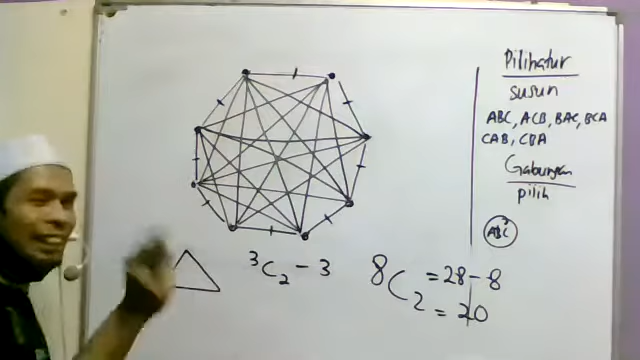 Pilihatur
susun
ABC, ACB, BAC, BCA
CAB, CBA
Gabungan
pilih
ABC
³C₂ - 3
⁸C₂ = 28 - 8
= 20